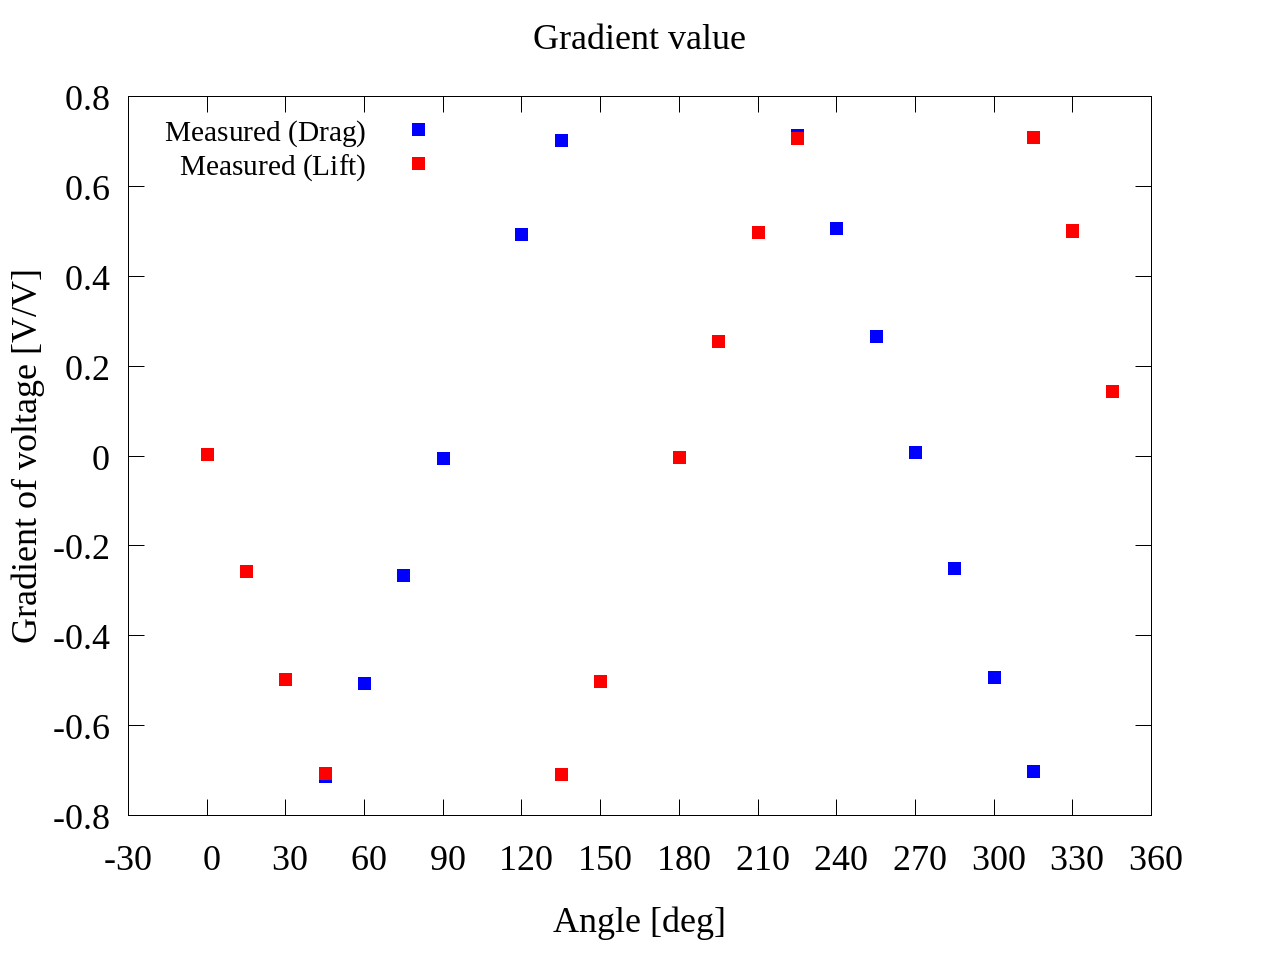 Gradient value
Measured (Drag)
Measured (Lift)
0.8
0.6
0.4
0.2
0
-0.2
-0.4
-0.6
-0.8
Gradient of voltage [V/V]
-30 0 30 60 90 120 150 180 210 240 270 300 330 360
Angle [deg]